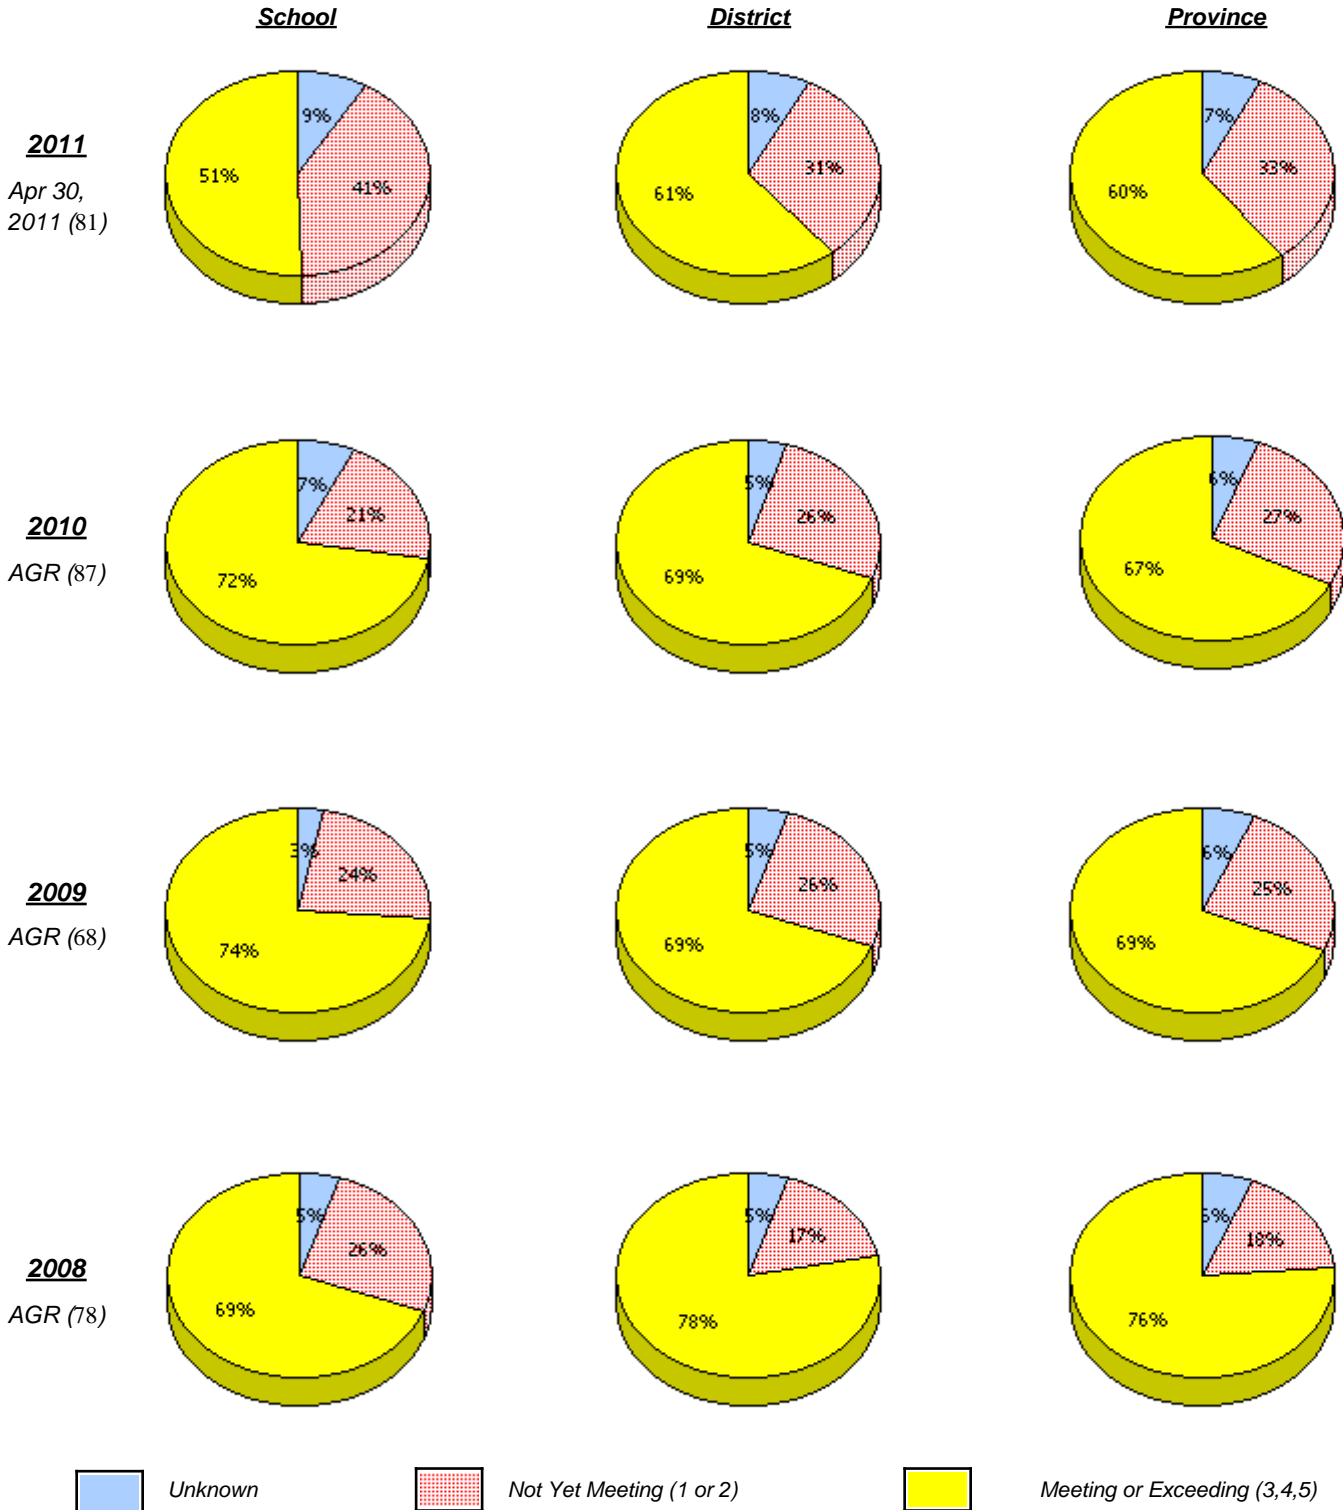 School District Province
2011
Apr 30,
2011 (81)
9% 41% 51%
8% 31% 61%
7% 33% 60%
2010
AGR (87)
7% 21% 72%
5% 26% 69%
6% 27% 67%
2009
AGR (68)
3% 24% 74%
5% 26% 69%
6% 25% 69%
2008
AGR (78)
5% 26% 69%
5% 17% 78%
18% 76%
Unknown Not Yet Meeting (1 or 2) Meeting or Exceeding (3,4,5)